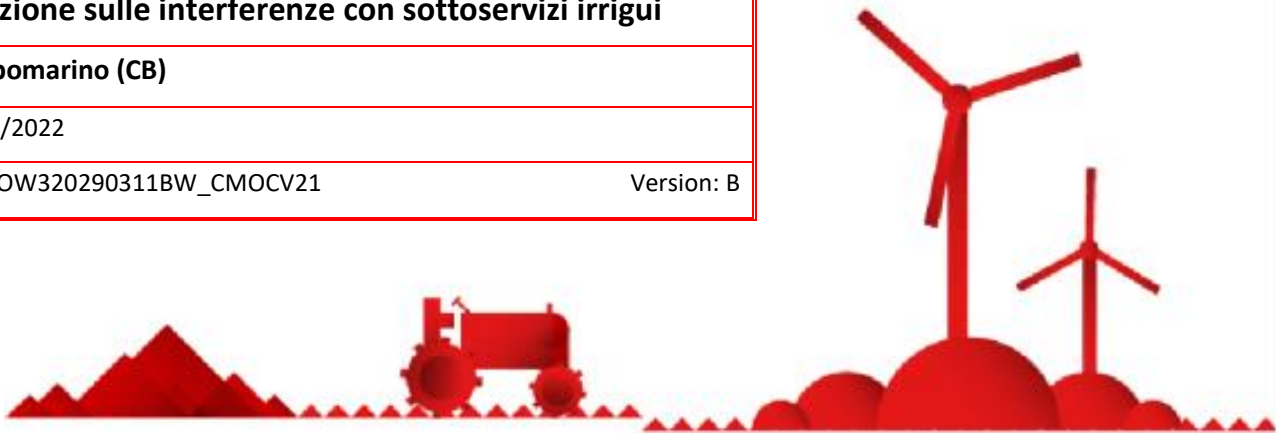 zione sulle interferenze con sottoservizi irrigui
pomarino (CB)
/2022
OW320290311BW_CMOCV21 Version: B